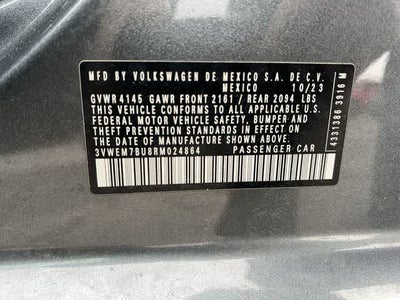 MFD BY VOLKSWAGEN DE MEXICO S.A. DE C.V.
MEXICO 10/23
GVWR 4145 GAWR FRONT 2161 / REAR 2094 LBS
THIS VEHICLE CONFORMS TO ALL APPLICABLE U.S.
FEDERAL MOTOR VEHICLE SAFETY, BUMPER AND
THEFT PREVENTION STANDARDS IN EFFECT ON
THE DATE OF MANUFACTURE SHOWN ABOVE.
3VWEM7BU8RM024864 PASSENGER CAR
4331386 3916 M